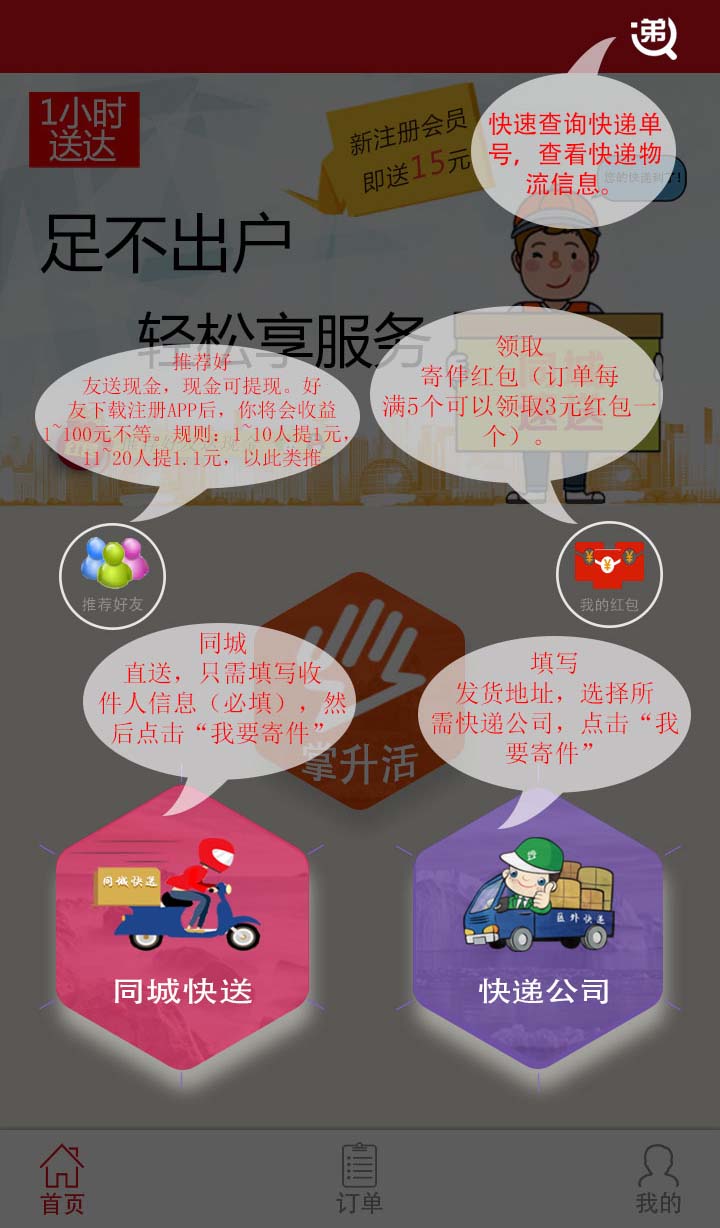 递
快速查询快递单
号，查看快递物
流信息。
您的快递到了!
1小时
送达
新注册会员
即送15元
足不出户
轻松享服务
推荐好
友送现金，现金可提现。好
友下载注册APP后，你将会收益
1~100元不等。规则：1~10人提1元，
11~20人提1.1元，以此类推
领取
寄件红包（订单每
满5个可以领取3元红包一
个）。
同城
速送
推荐好友
我的红包
同城
直送，只需填写收
件人信息（必填），然
后点击“我要寄件”
填写
发货地址，选择所
需快递公司，点击“我
要寄件”
掌升活
同城快送
同城快送
区外快递
快递公司
首页
订单
我的